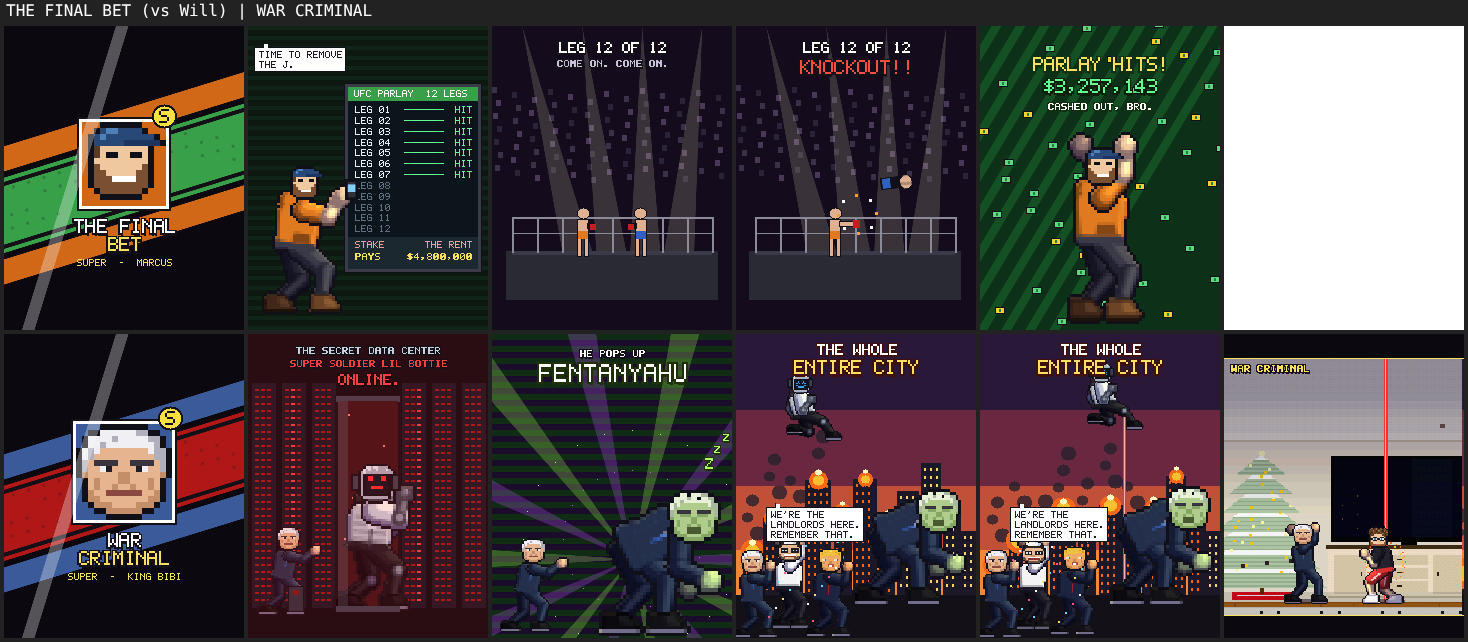 THE FINAL BET (vs Will) | WAR CRIMINAL
S
THE FINAL
BET
SUPER - MARCUS
TIME TO REMOVE
THE J.
UFC PARLAY 12 LEGS
LEG 01 HIT
LEG 02 HIT
LEG 03 HIT
LEG 04 HIT
LEG 05 HIT
LEG 06 HIT
LEG 07 HIT
LEG 08
LEG 09
LEG 10
LEG 11
LEG 12
STAKE THE RENT
PAYS $4,800,000
LEG 12 OF 12
COME ON. COME ON.
LEG 12 OF 12
KNOCKOUT!!
PARLAY HITS!
$3,257,143
CASHED OUT, BRO.
S
WAR
CRIMINAL
SUPER - KING BIBI
THE SECRET DATA CENTER
SUPER SOLDIER LIL BOTTIE
ONLINE.
HE POPS UP
FENTANYAHU
Z
Z
Z
THE WHOLE
ENTIRE CITY
WE'RE THE
LANDLORDS HERE.
REMEMBER THAT.
THE WHOLE
ENTIRE CITY
WE'RE THE
LANDLORDS HERE.
REMEMBER THAT.
WAR CRIMINAL